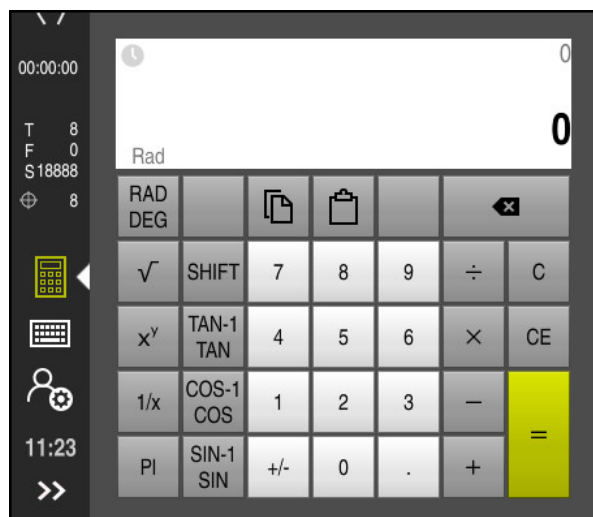 00:00:00
T 8
F 0
S 18888
8
11:23
>>
0
0
Rad
RAD
DEG
√ SHIFT 7 8 9 ÷ C
xʸ TAN-1
TAN 4 5 6 × CE
1/x COS-1
COS 1 2 3 −
=
PI SIN-1
SIN +/- 0 . +